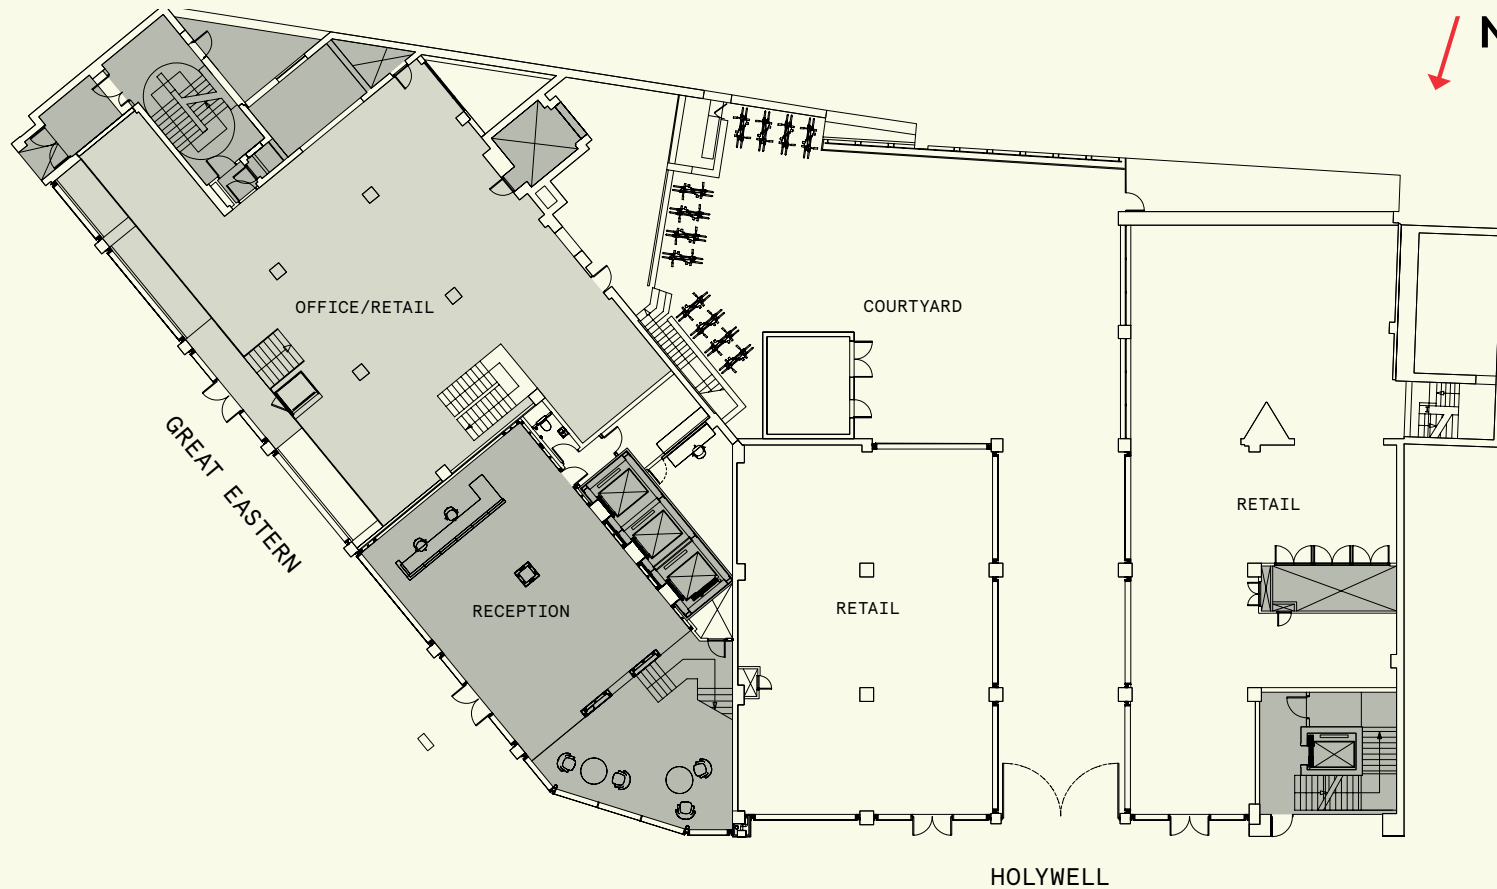 N
OFFICE/RETAIL
COURTYARD
GREAT EASTERN
RETAIL
RECEPTION
RETAIL
HOLYWELL